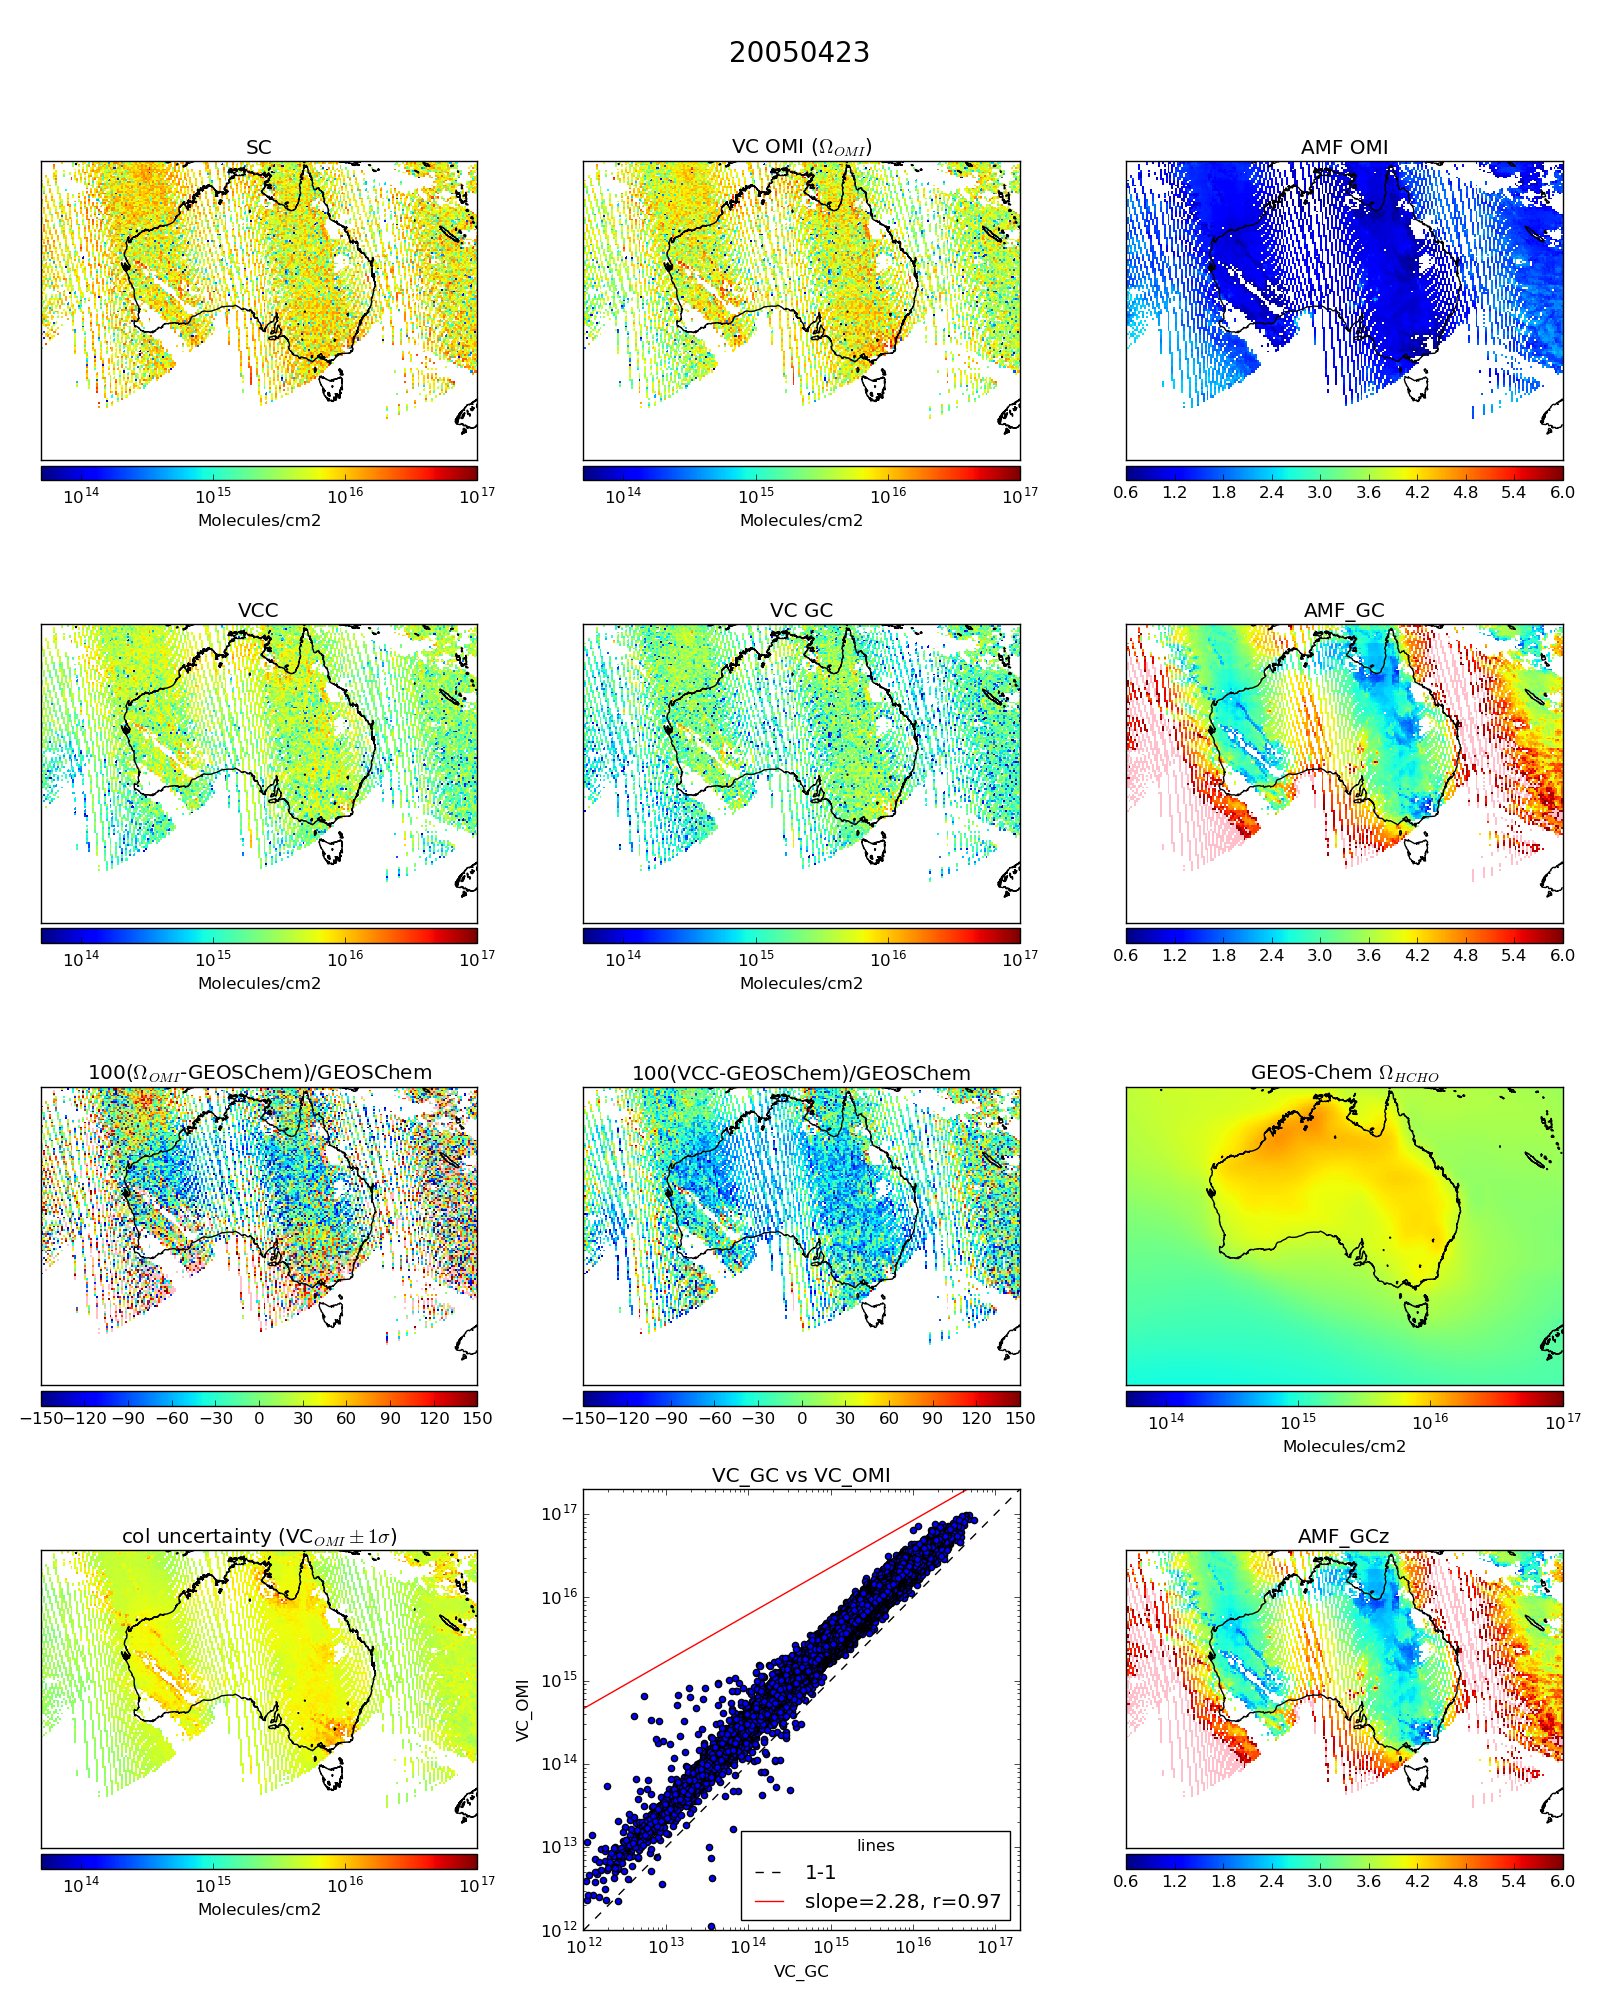 20050423
SC
VC OMI (Ω_OMI)
AMF OMI
10^14 10^15 10^16 10^17
Molecules/cm2
10^14 10^15 10^16 10^17
Molecules/cm2
0.6 1.2 1.8 2.4 3.0 3.6 4.2 4.8 5.4 6.0
VCC
VC GC
AMF_GC
10^14 10^15 10^16 10^17
Molecules/cm2
10^14 10^15 10^16 10^17
Molecules/cm2
0.6 1.2 1.8 2.4 3.0 3.6 4.2 4.8 5.4 6.0
100(Ω_OMI-GEOSChem)/GEOSChem
100(VCC-GEOSChem)/GEOSChem
GEOS-Chem Ω_HCHO
−150 −120 −90 −60 −30 0 30 60 90 120 150
−150 −120 −90 −60 −30 0 30 60 90 120 150
10^14 10^15 10^16 10^17
Molecules/cm2
col uncertainty (VC_OMI ± 1σ)
10^14 10^15 10^16 10^17
Molecules/cm2
VC_GC vs VC_OMI
10^17
10^16
10^15
10^14
10^13
10^12
VC_OMI
lines
1-1
slope=2.28, r=0.97
10^12 10^13 10^14 10^15 10^16 10^17
VC_GC
AMF_GCz
0.6 1.2 1.8 2.4 3.0 3.6 4.2 4.8 5.4 6.0